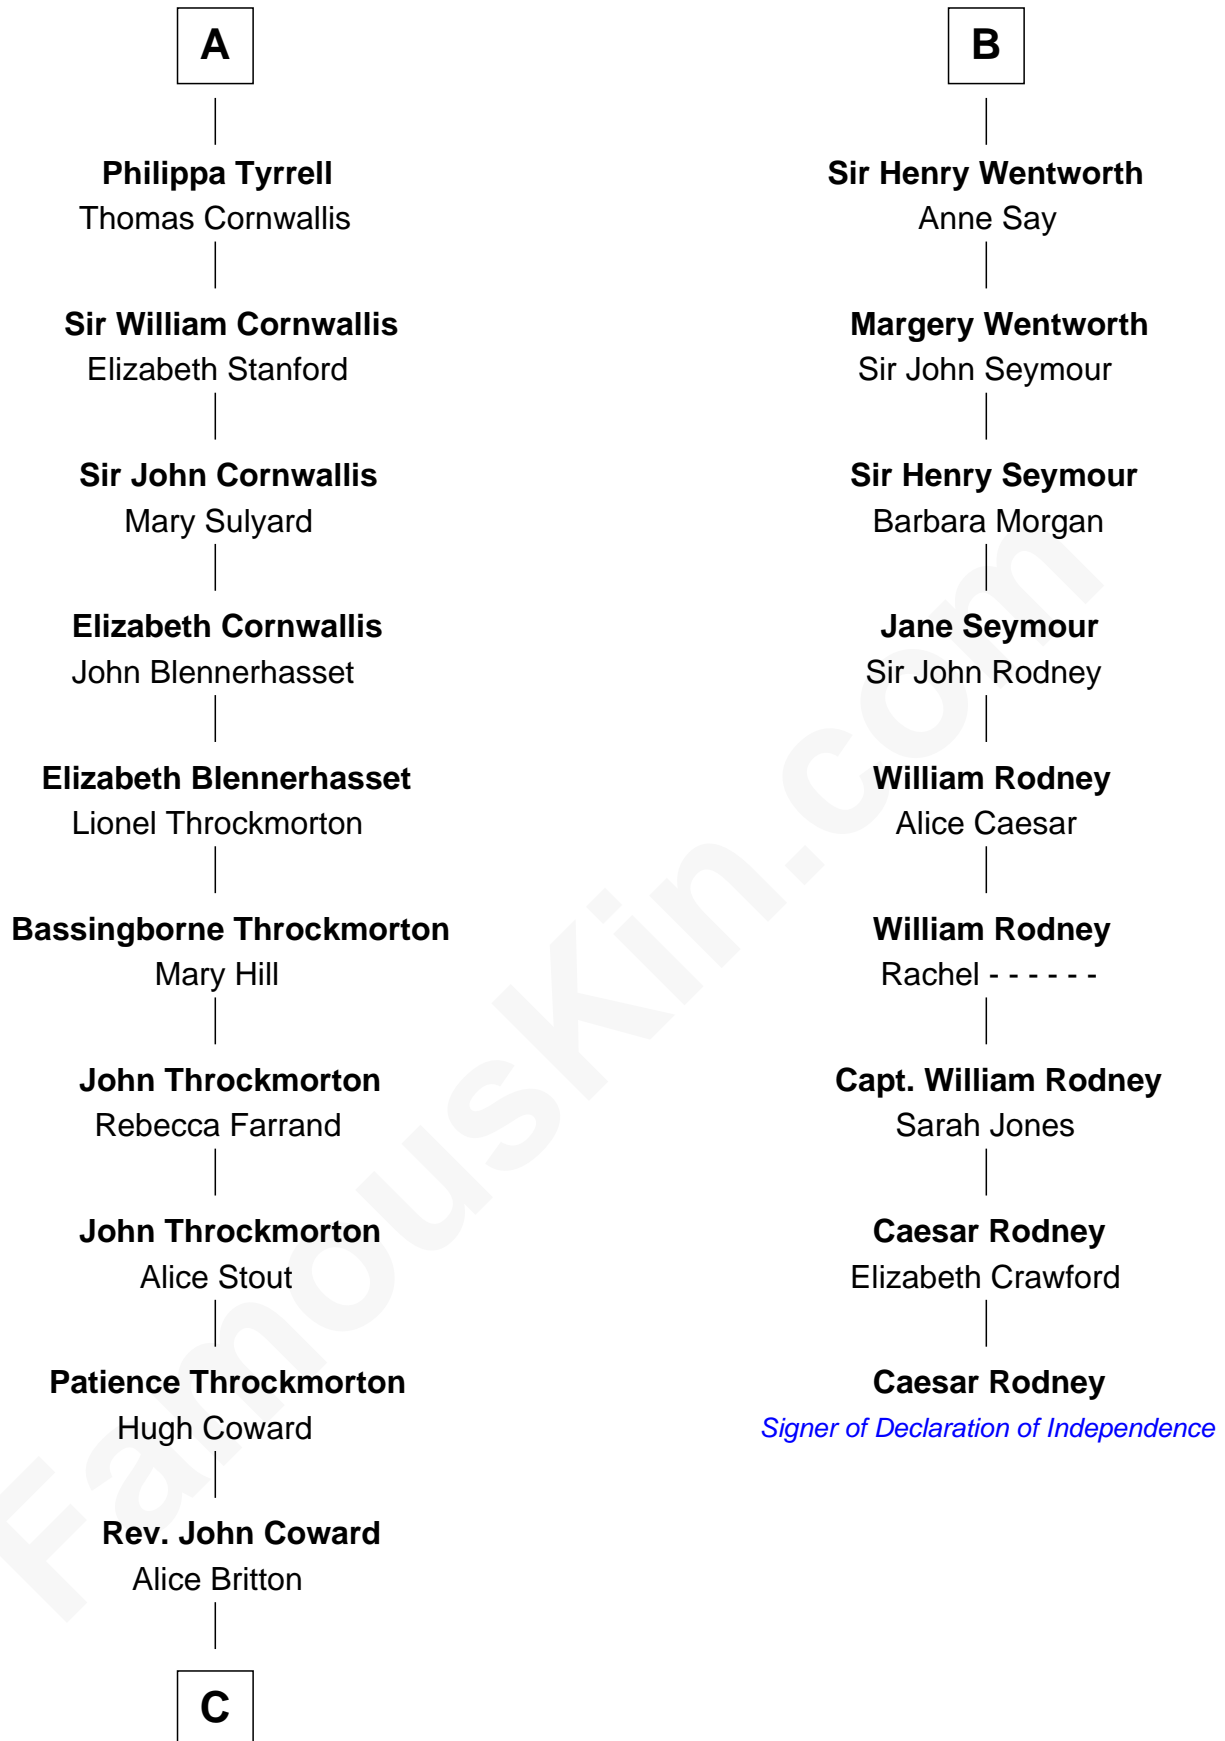 A
Philippa Tyrrell
Thomas Cornwallis
Sir William Cornwallis
Elizabeth Stanford
Sir John Cornwallis
Mary Sulyard
Elizabeth Cornwallis
John Blennerhasset
Elizabeth Blennerhasset
Lionel Throckmorton
Bassingborne Throckmorton
Mary Hill
John Throckmorton
Rebecca Farrand
John Throckmorton
Alice Stout
Patience Throckmorton
Hugh Coward
Rev. John Coward
Alice Britton
C
B
Sir Henry Wentworth
Anne Say
Margery Wentworth
Sir John Seymour
Sir Henry Seymour
Barbara Morgan
Jane Seymour
Sir John Rodney
William Rodney
Alice Caesar
William Rodney
Rachel - - - - - -
Capt. William Rodney
Sarah Jones
Caesar Rodney
Elizabeth Crawford
Caesar Rodney
Signer of Declaration of Independence
FamousKin.com